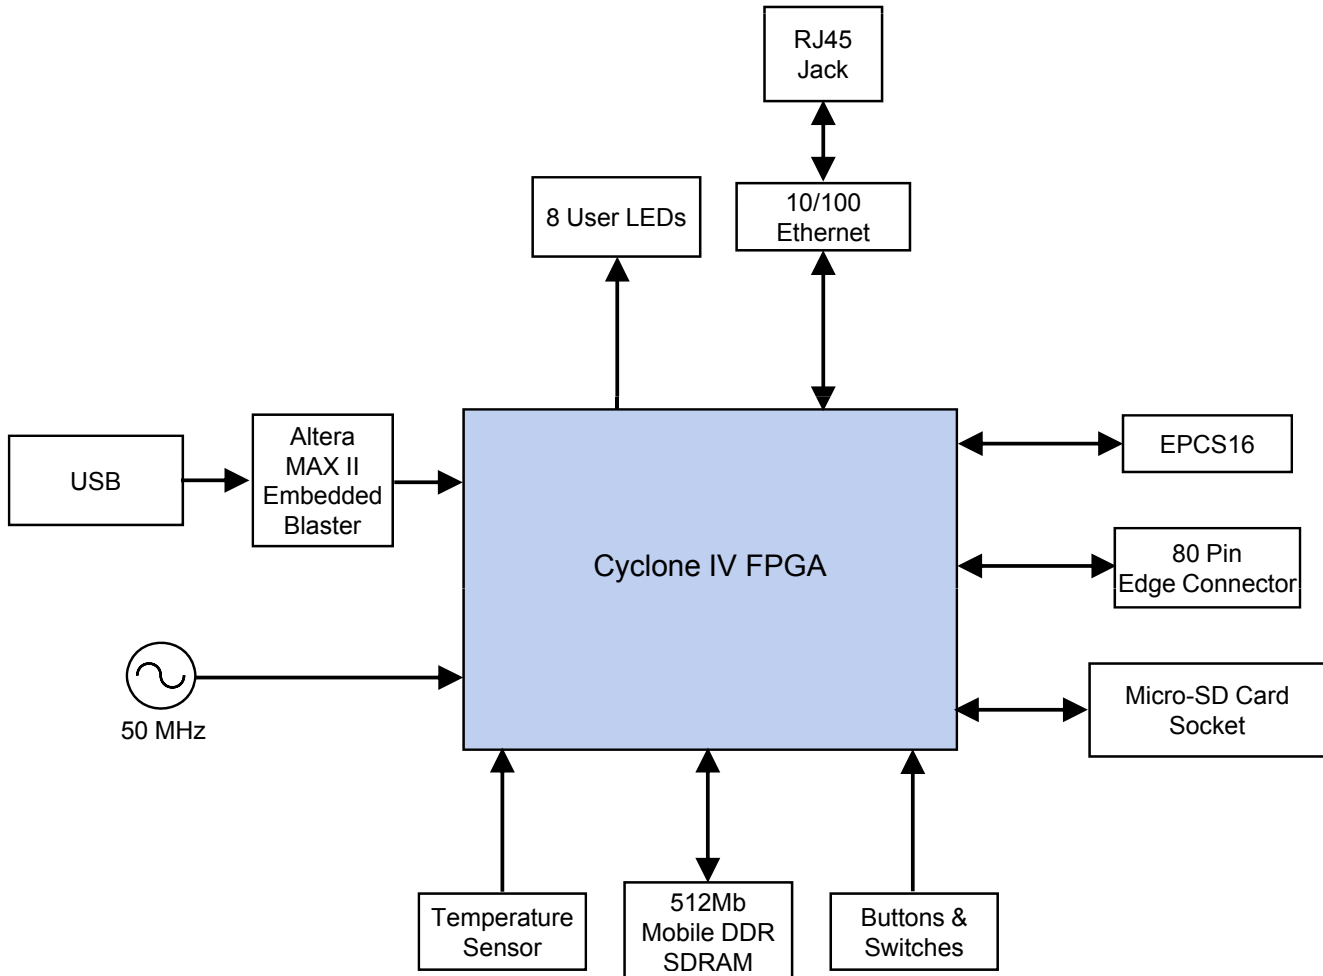 RJ45
Jack
8 User LEDs
10/100
Ethernet
USB
Altera
MAX II
Embedded
Blaster
EPCS16
Cyclone IV FPGA
80 Pin
Edge Connector
50 MHz
Micro-SD Card
Socket
Temperature
Sensor
512Mb
Mobile DDR
SDRAM
Buttons &
Switches